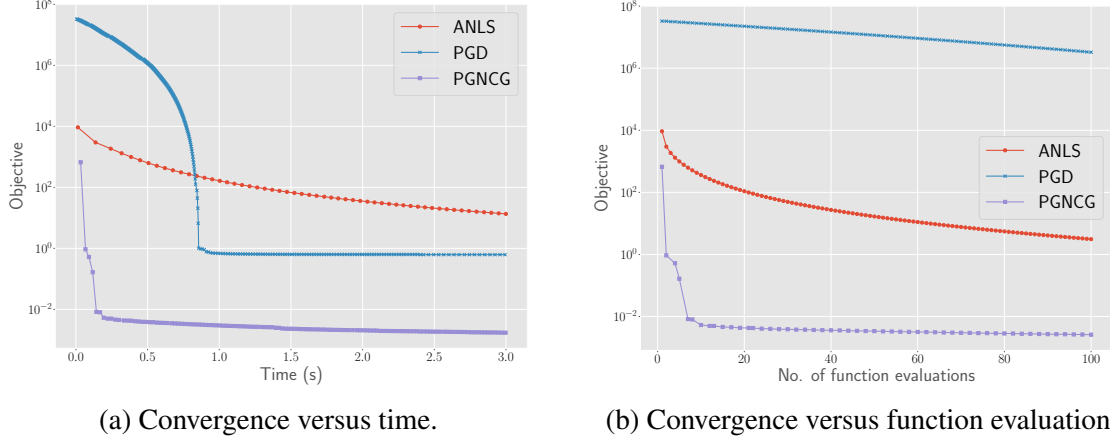 10^8
10^6
10^4
10^2
10^0
10^−2
Objective
0.0 0.5 1.0 1.5 2.0 2.5 3.0
Time (s)
ANLS
PGD
PGNCG
(a) Convergence versus time.
10^8
10^6
10^4
10^2
10^0
10^−2
Objective
0 20 40 60 80 100
No. of function evaluations
ANLS
PGD
PGNCG
(b) Convergence versus function evaluation